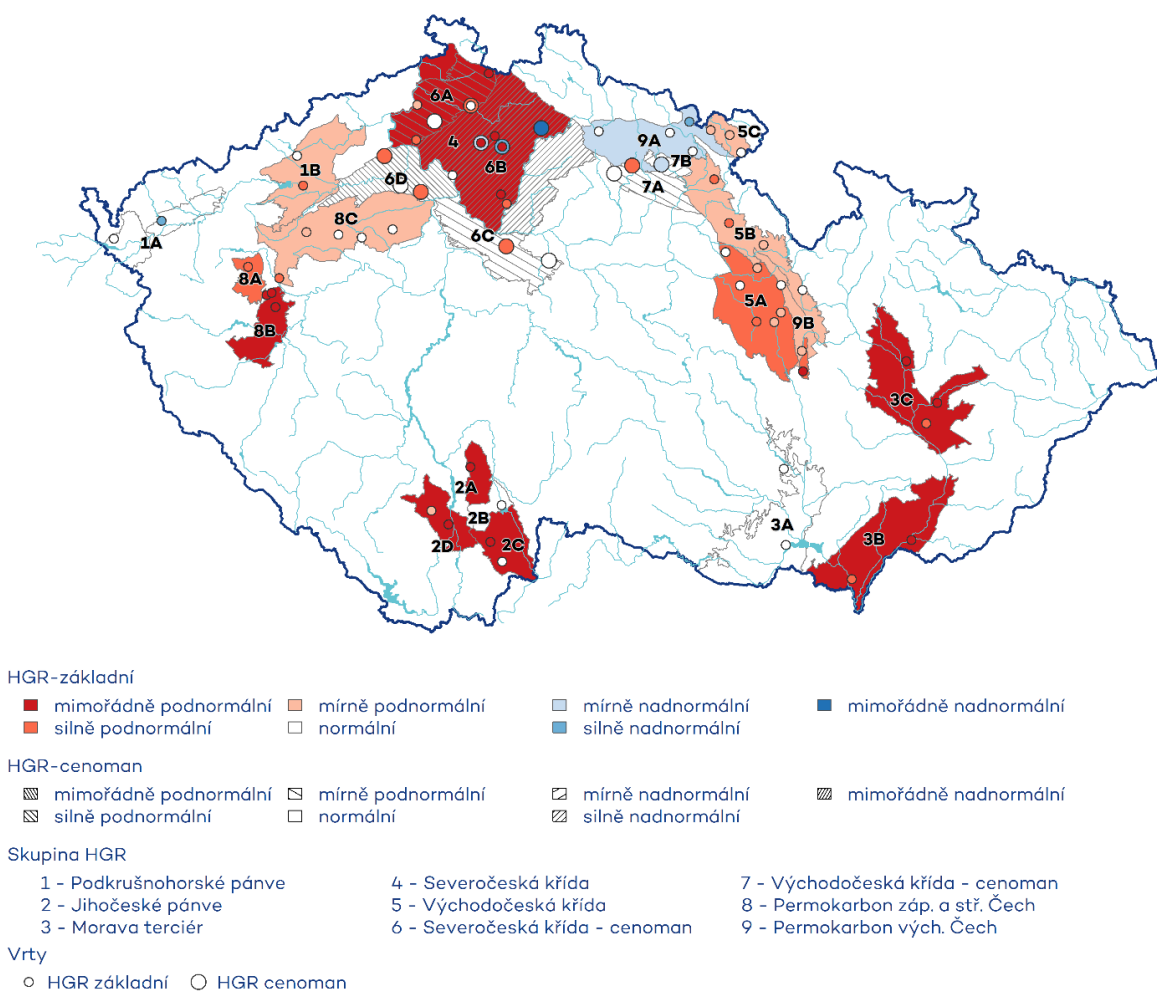 6A
4
9A
5C
1B
6B
7B
6D
7A
8C
6C
5B
1A
8A
5A
9B
8B
3C
2A
2B
3A
2D
2C
3B
HGR-základní
mimořádně podnormální mírně podnormální mírně nadnormální mimořádně nadnormální
silně podnormální normální silně nadnormální
HGR-cenoman
mimořádně podnormální mírně podnormální mírně nadnormální mimořádně nadnormální
silně podnormální normální silně nadnormální
Skupina HGR
1 - Podkrušnohorské pánve 4 - Severočeská křída 7 - Východočeská křída - cenoman
2 - Jihočeské pánve 5 - Východočeská křída 8 - Permokarbon záp. a stř. Čech
3 - Morava terciér 6 - Severočeská křída - cenoman 9 - Permokarbon vých. Čech
Vrty
HGR základní HGR cenoman